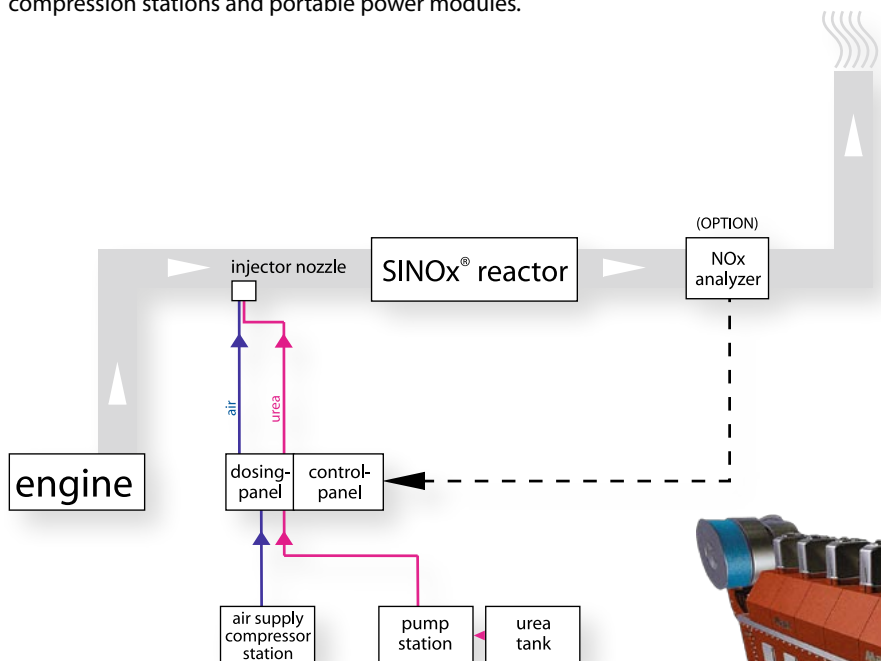 compression stations and portable power modules.
(OPTION)
NOx
analyzer
injector nozzle
SINOx® reactor
air
urea
engine
dosing-
panel
control-
panel
air supply
compressor
station
pump
station
urea
tank